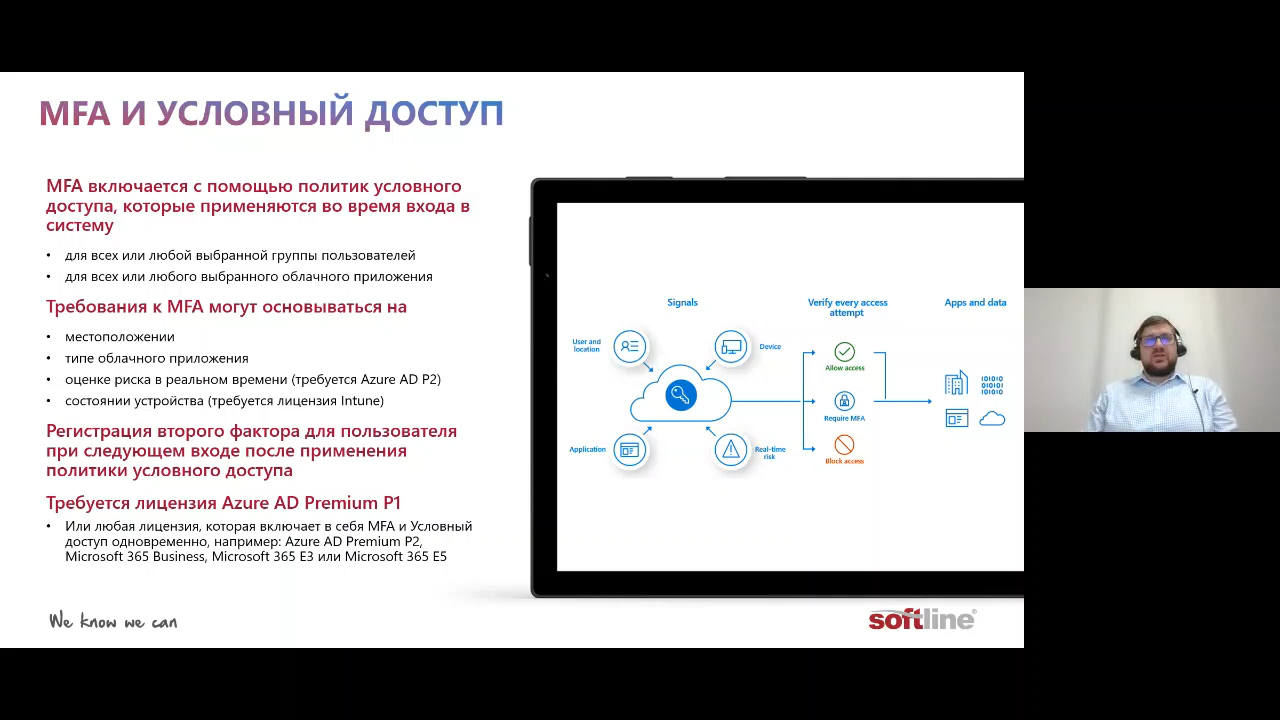 MFA И УСЛОВНЫЙ ДОСТУП
MFA включается с помощью политик условного
доступа, которые применяются во время входа в
систему
• для всех или любой выбранной группы пользователей
• для всех или любого выбранного облачного приложения
Требования к MFA могут основываться на
• местоположении
• типе облачного приложения
• оценке риска в реальном времени (требуется Azure AD P2)
• состоянии устройства (требуется лицензия Intune)
Регистрация второго фактора для пользователя
при следующем входе после применения
политики условного доступа
Требуется лицензия Azure AD Premium P1
• Или любая лицензия, которая включает в себя MFA и Условный
доступ одновременно, например: Azure AD Premium P2,
Microsoft 365 Business, Microsoft 365 E3 или Microsoft 365 E5
Signals
Verify every access
attempt
Apps and data
User and
location
Device
Allow access
Require MFA
Application
Real-time
risk
Block access
010101
010101
010101
We know we can
softline®